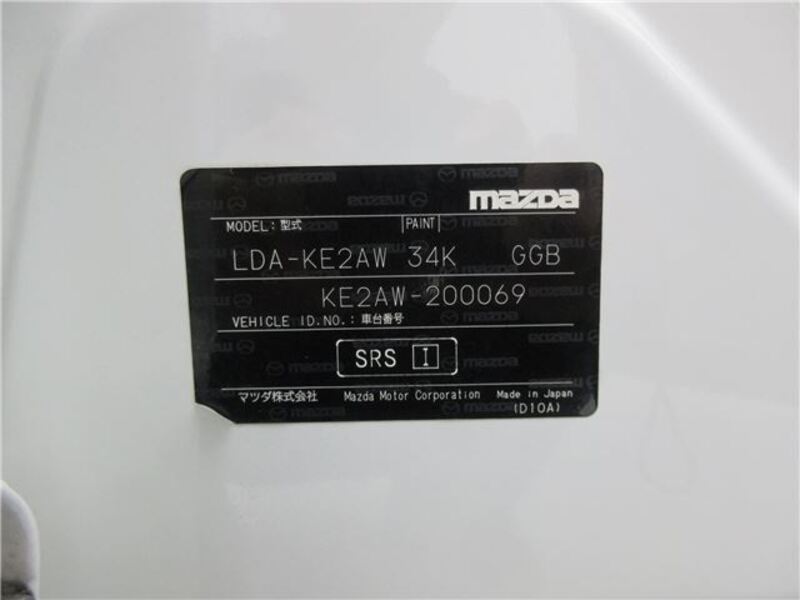 mazda
MODEL: 型式 PAINT
LDA-KE2AW 34K GGB
KE2AW-200069
VEHICLE ID.NO.: 車台番号
SRS I
マツダ株式会社 Mazda Motor Corporation Made in Japan
(D10A)